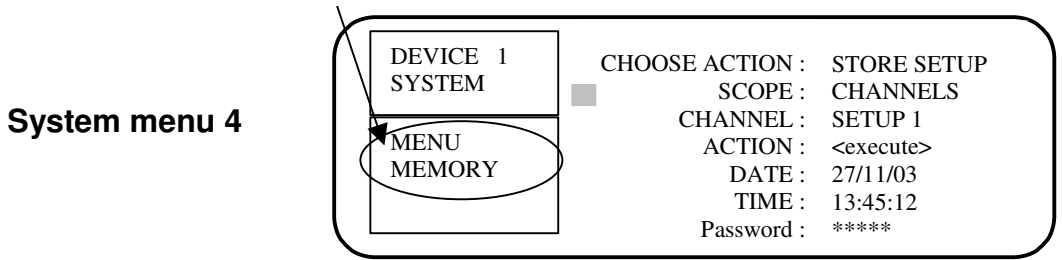 System menu 4
DEVICE 1
SYSTEM
MENU
MEMORY
CHOOSE ACTION : STORE SETUP
SCOPE : CHANNELS
CHANNEL : SETUP 1
ACTION : <execute>
DATE : 27/11/03
TIME : 13:45:12
Password : *****